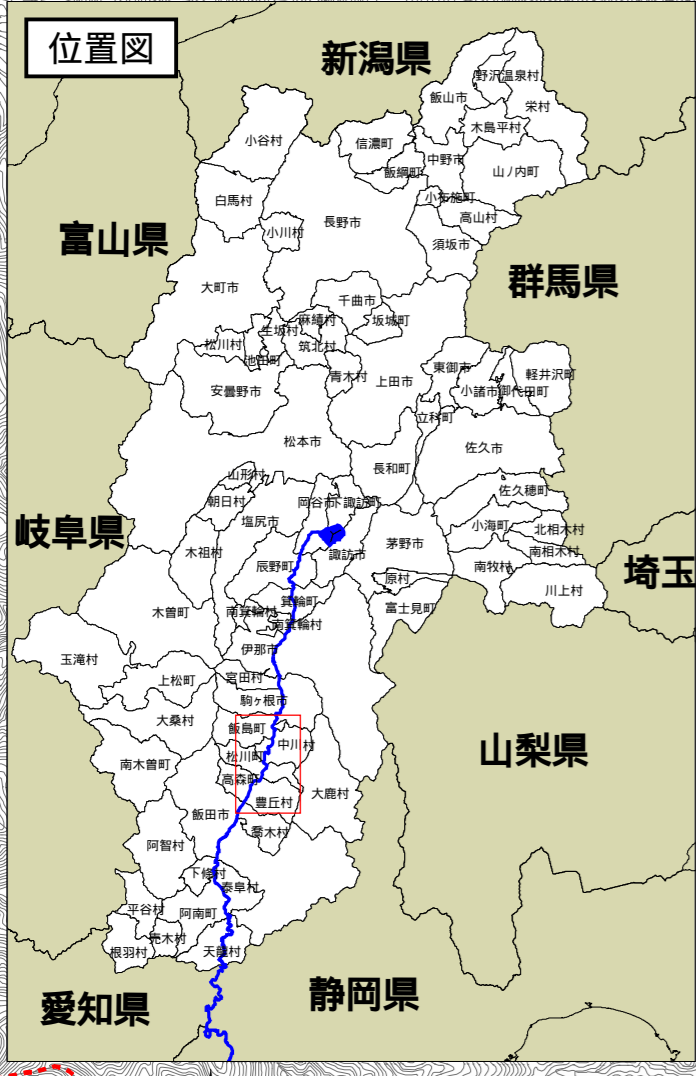 位置図
新潟県
野沢温泉村
飯山市
栄村
木島平村
小谷村
信濃町
中野市
飯綱町
山ノ内町
白馬村
小布施町
高山村
長野市
小川村
須坂市
富山県
群馬県
大町市
千曲市
麻績村
坂城町
生坂村
松川村
筑北村
池田町
東御市
青木村
上田市
軽井沢町
安曇野市
小諸市
御代田町
立科町
松本市
佐久市
長和町
山形村
佐久穂町
朝日村
岡谷市
下諏訪町
塩尻市
小海町
北相木村
岐阜県
諏訪市
茅野市
木祖村
南相木村
辰野町
南牧村
埼玉
原村
川上村
箕輪町
木曽町
南箕輪村
富士見町
南箕輪村
伊那市
玉滝村
宮田村
上松町
駒ヶ根市
大桑村
飯島町
中川村
山梨県
松川町
南木曽町
高森町
大鹿村
豊丘村
飯田市
喬木村
阿智村
下條村
泰阜村
平谷村
阿南町
売木村
根羽村
天龍村
愛知県
静岡県